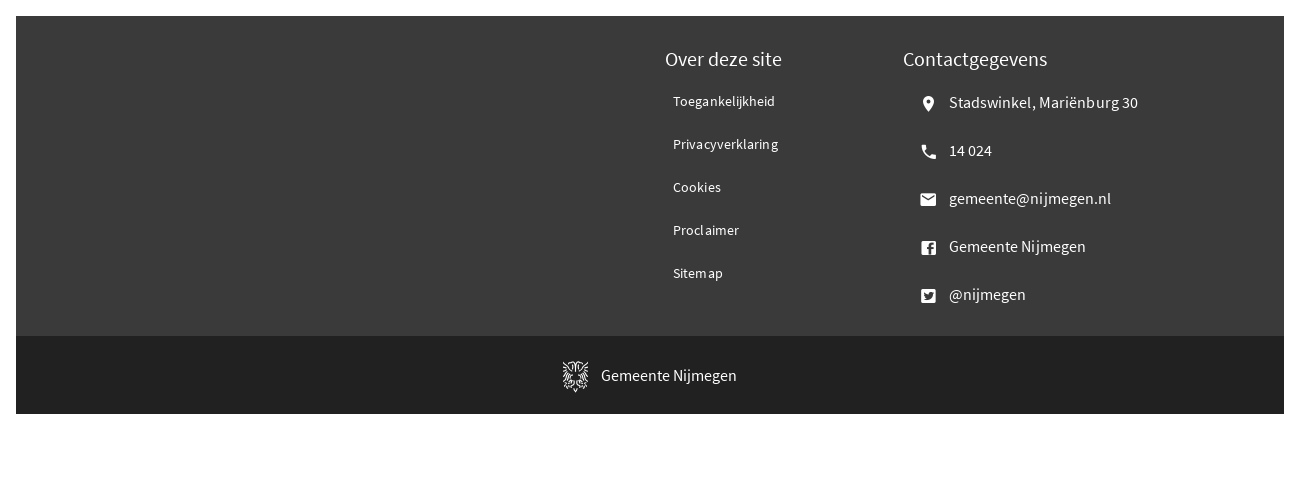 Over deze site
Toegankelijkheid
Privacyverklaring
Cookies
Proclaimer
Sitemap
Contactgegevens
Stadswinkel, Mariënburg 30
14 024
gemeente@nijmegen.nl
Gemeente Nijmegen
@nijmegen
Gemeente Nijmegen